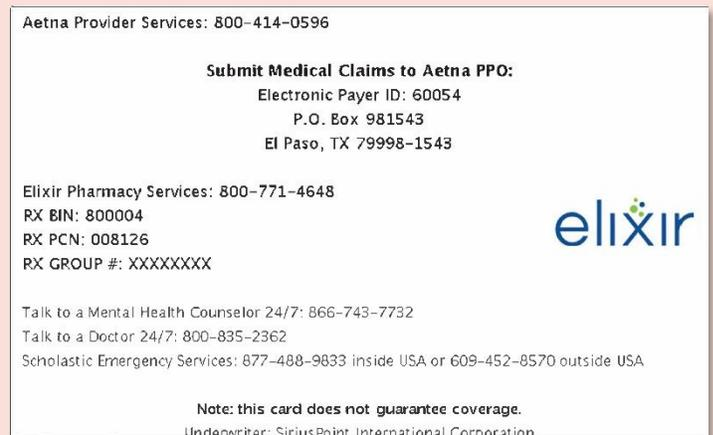 Aetna Provider Services: 800-414-0596
Submit Medical Claims to Aetna PPO:
Electronic Payer ID: 60054
P.O. Box 981543
El Paso, TX 79998-1543
Elixir Pharmacy Services: 800-771-4648
RX BIN: 800004
elixir
RX PCN: 008126
RX GROUP #: XXXXXXXX
Talk to a Mental Health Counselor 24/7: 866-743-7732
Talk to a Doctor 24/7: 800-835-2362
Scholastic Emergency Services: 877-488-9833 inside USA or 609-452-8570 outside USA
Note: this card does not guarantee coverage.
Underwriter: SiriusPoint International Corporation